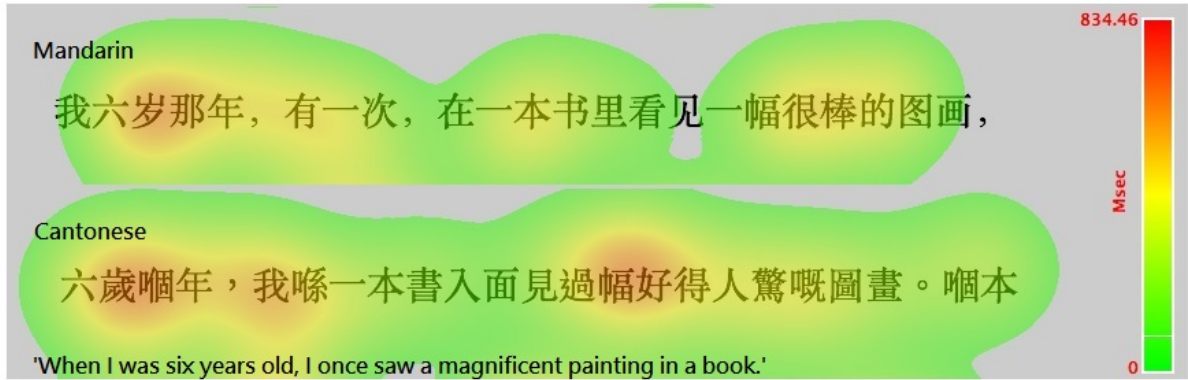 834.46
Mandarin
我六岁那年，有一次，在一本书里看见一幅很棒的图画，
Msec
Cantonese
六歲嗰年，我喺一本書入面見過幅好得人驚嘅圖畫。嗰本
'When I was six years old, I once saw a magnificent painting in a book.'
0